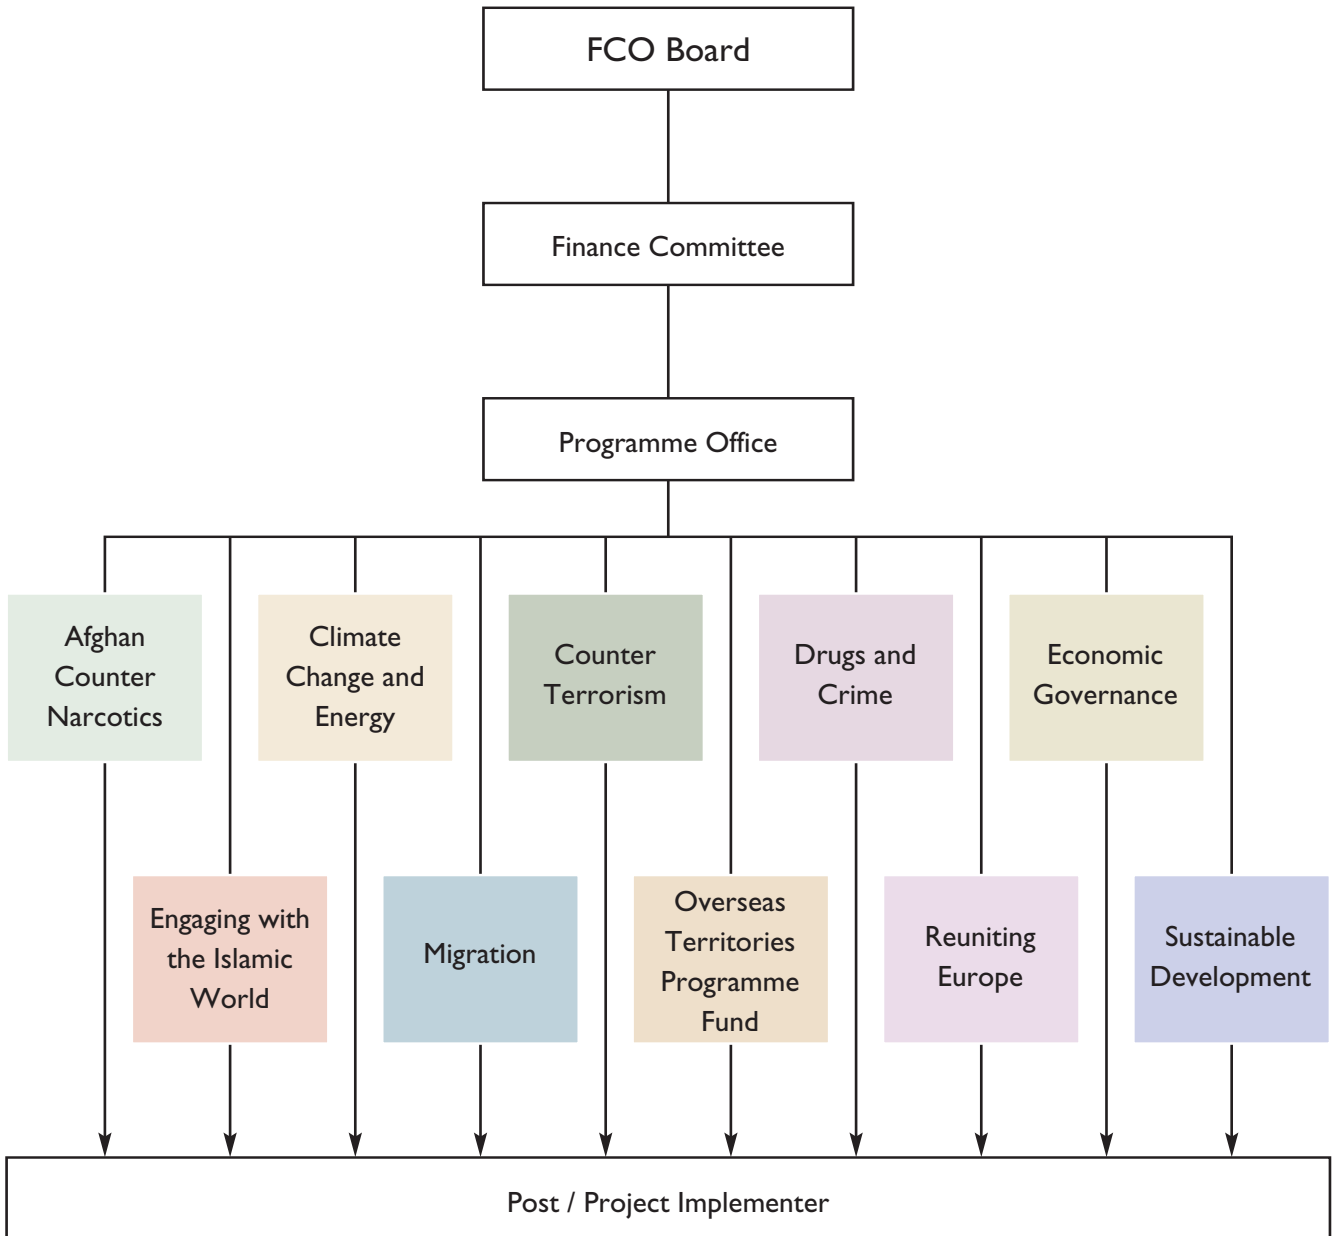 FCO Board
Finance Committee
Programme Office
Afghan
Counter
Narcotics
Climate
Change and
Energy
Counter
Terrorism
Drugs and
Crime
Economic
Governance
Engaging with
the Islamic
World
Migration
Overseas
Territories
Programme
Fund
Reuniting
Europe
Sustainable
Development
Post / Project Implementer